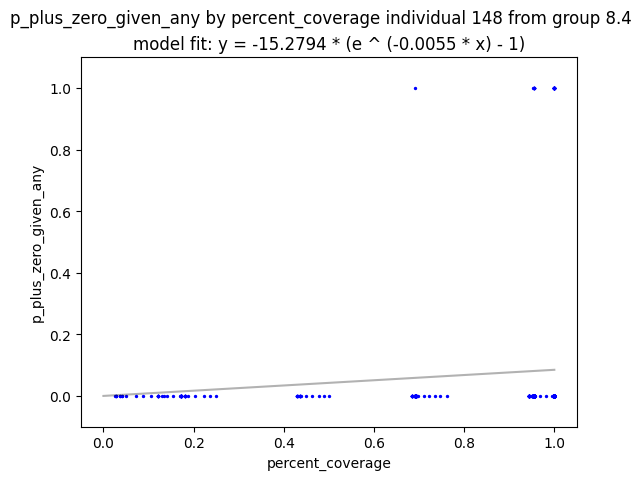 p_plus_zero_given_any by percent_coverage individual 148 from group 8.4
model fit: y = -15.2794 * (e ^ (-0.0055 * x) - 1)
1.0
0.8
0.6
0.4
0.2
0.0
p_plus_zero_given_any
0.0 0.2 0.4 0.6 0.8 1.0
percent_coverage